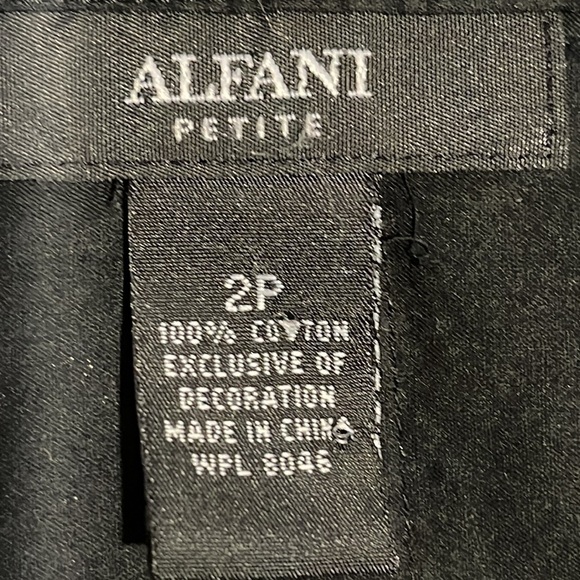 ALFANI
PETITE
2P
100% COTTON
EXCLUSIVE OF
DECORATION
MADE IN CHINA
WPL 8046